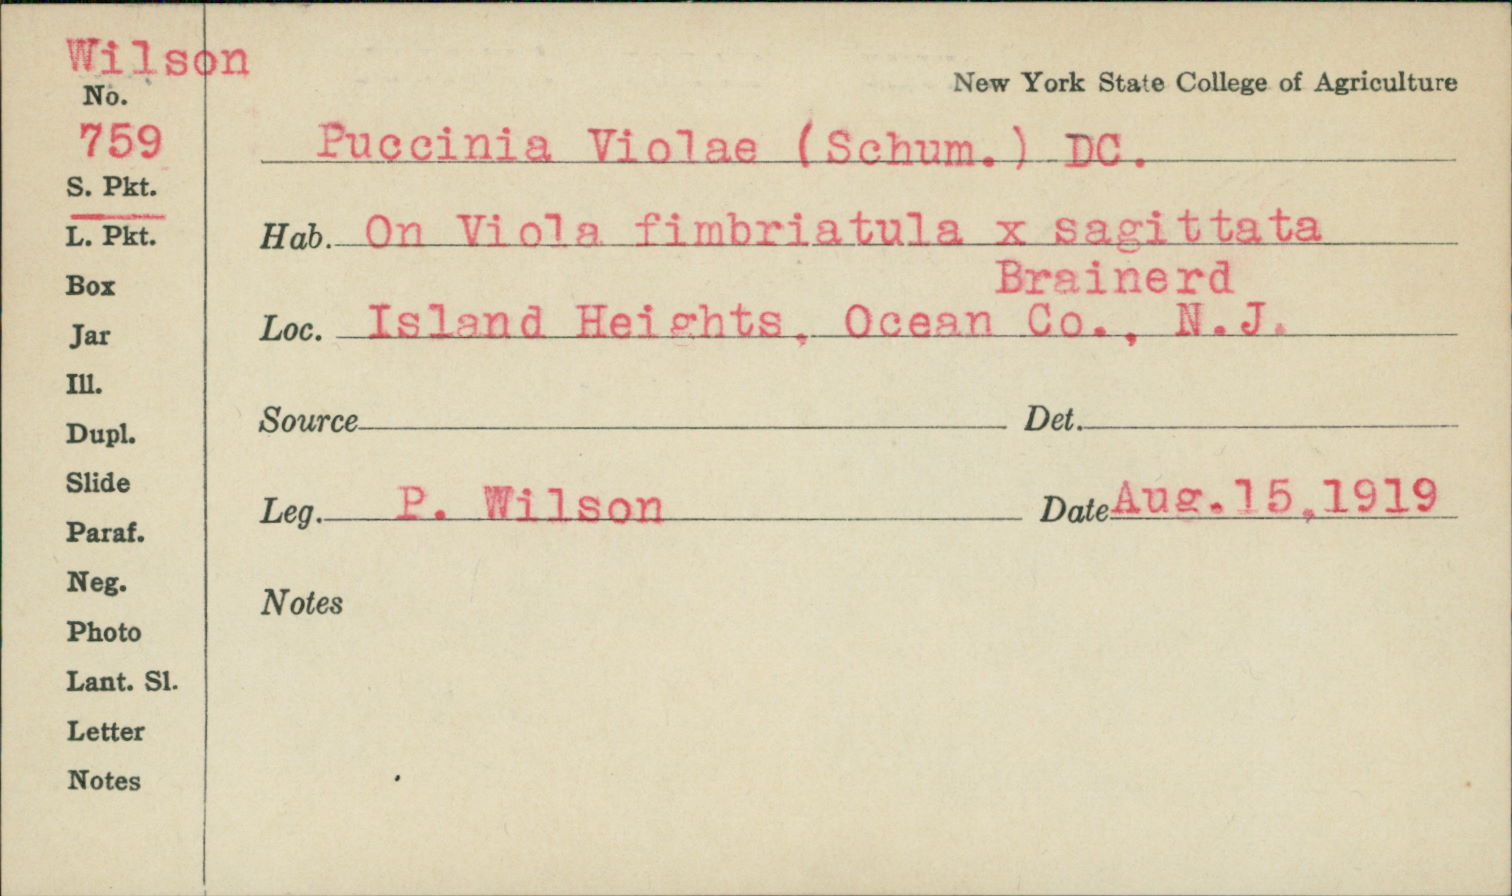 Wilson
No.
759
S. Pkt.
L. Pkt.
Box
Jar
Ill.
Dupl.
Slide
Paraf.
Neg.
Photo
Lant. Sl.
Letter
Notes
New York State College of Agriculture
Puccinia Violae (Schum.) DC.
Hab. On Viola fimbriatula x sagittata
Brainerd
Loc. Island Heights, Ocean Co., N.J.
Source Det.
Leg. P. Wilson Date Aug.15,1919
Notes